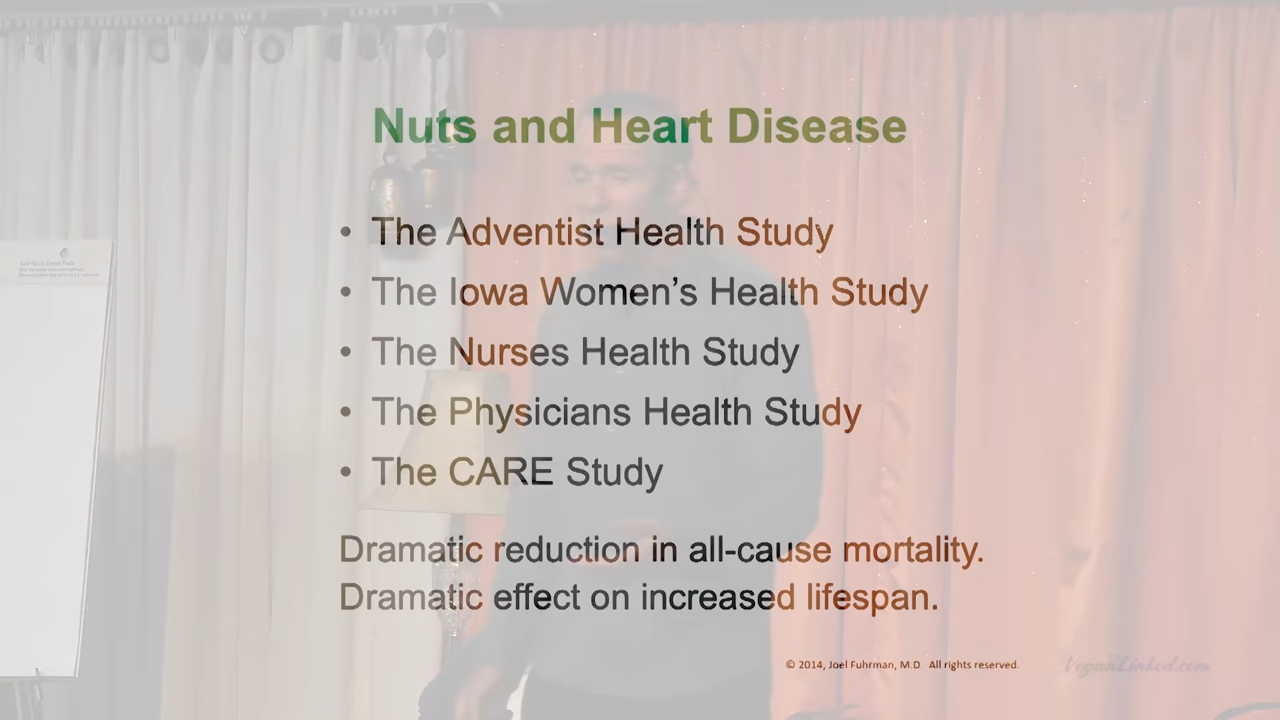 Nuts and Heart Disease
• The Adventist Health Study
• The Iowa Women's Health Study
• The Nurses Health Study
• The Physicians Health Study
• The CARE Study
Dramatic reduction in all-cause mortality.
Dramatic effect on increased lifespan.
© 2014, Joel Fuhrman, M.D. All rights reserved.
VeganLinked.com